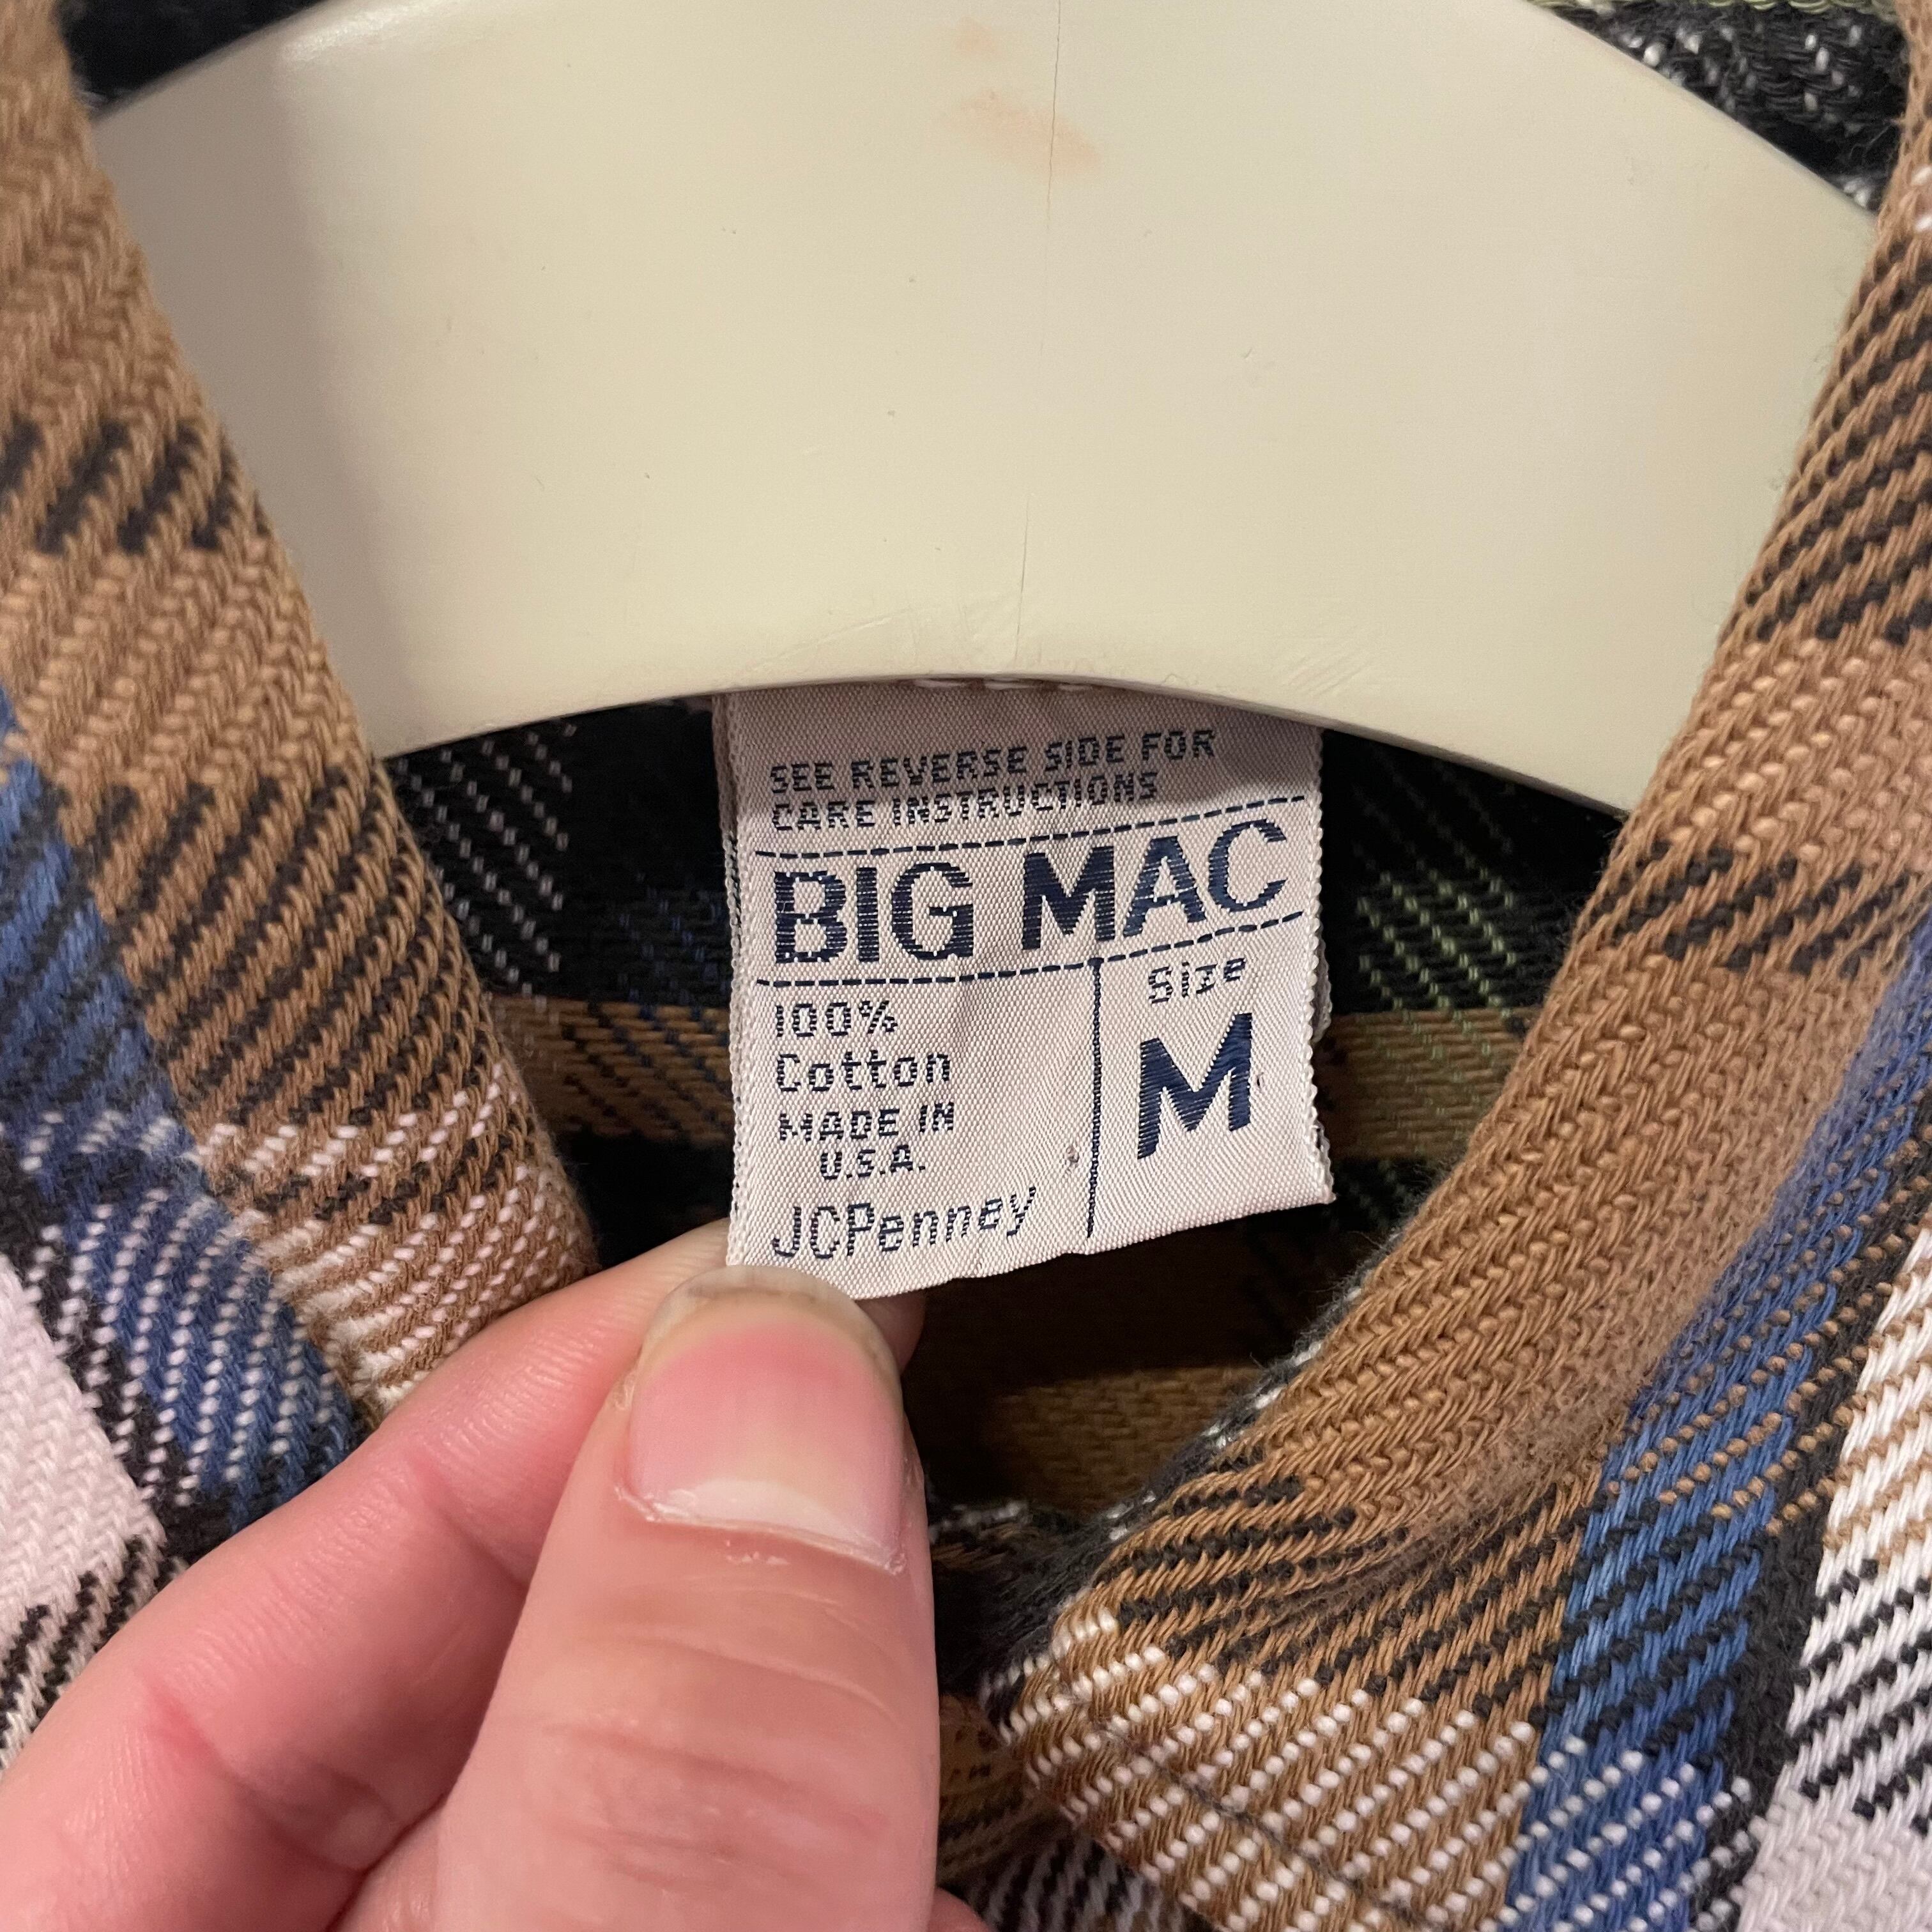 SEE REVERSE SIDE FOR
CARE INSTRUCTIONS
BIG MAC
100%
Cotton
MADE IN
U.S.A.
JCPenney
Size
M